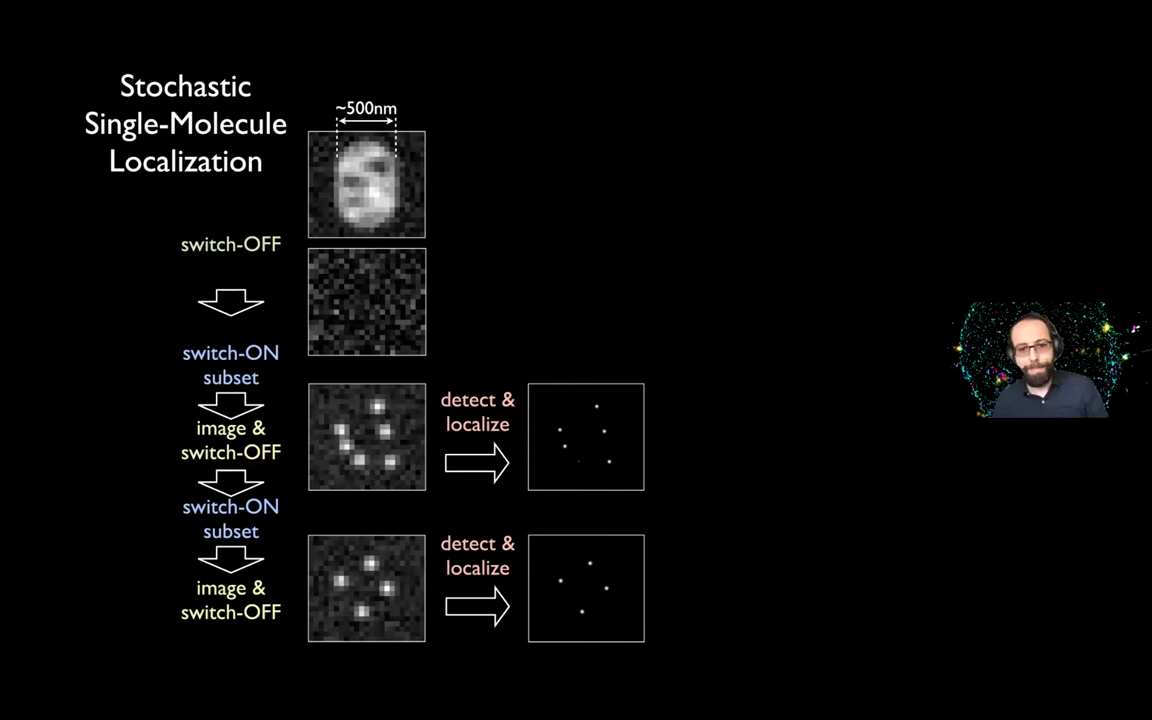 Stochastic
Single-Molecule
Localization
~500nm
switch-OFF
switch-ON
subset
image &
switch-OFF
detect &
localize
switch-ON
subset
image &
switch-OFF
detect &
localize